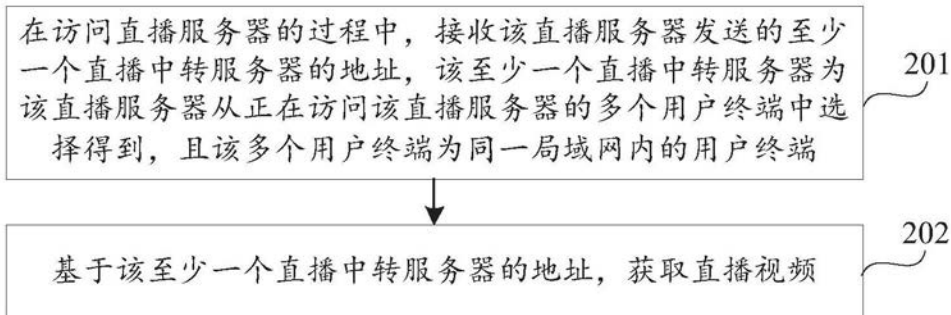 在访问直播服务器的过程中，接收该直播服务器发送的至少
一个直播中转服务器的地址，该至少一个直播中转服务器为
该直播服务器从正在访问该直播服务器的多个用户终端中选
择得到，且该多个用户终端为同一局域网内的用户终端
201
基于该至少一个直播中转服务器的地址，获取直播视频
202